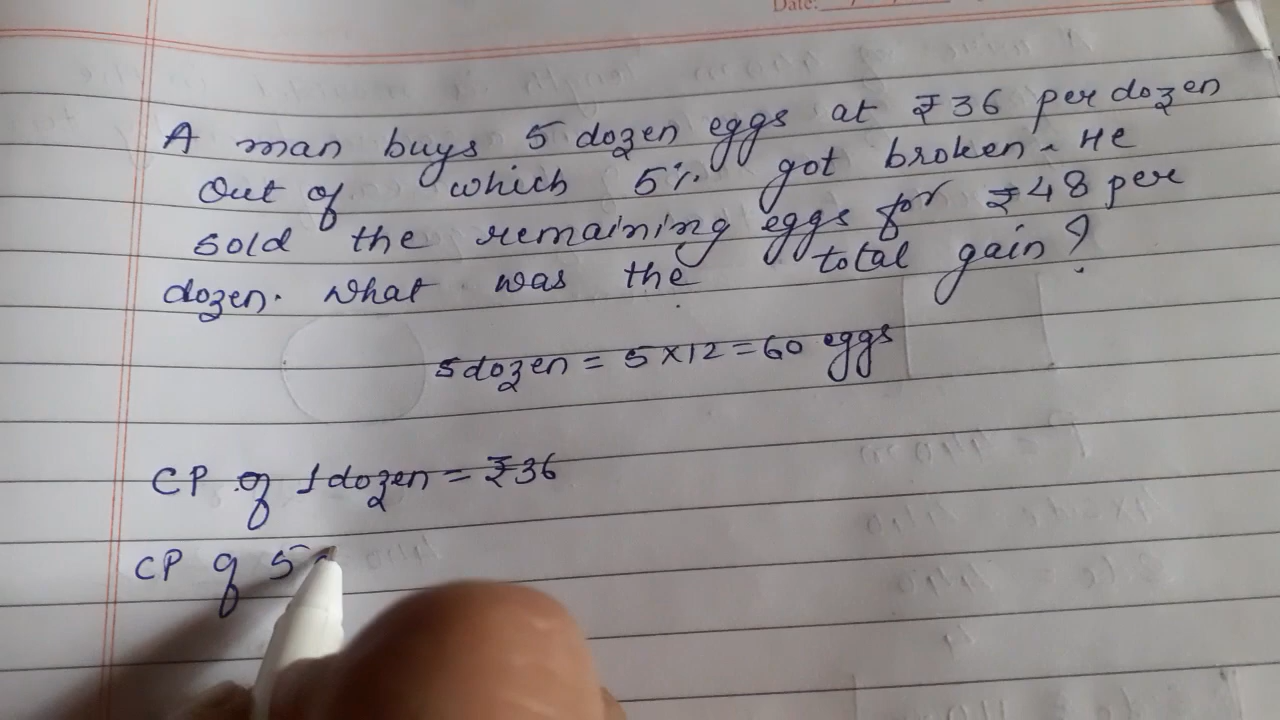 Date:
A man buys 5 dozen eggs at ₹36 per dozen
Out of which 5% got broken. He
sold the remaining eggs for ₹48 per
dozen. What was the total gain?
5 dozen = 5×12 = 60 eggs
CP of 1 dozen = ₹36
CP of 5